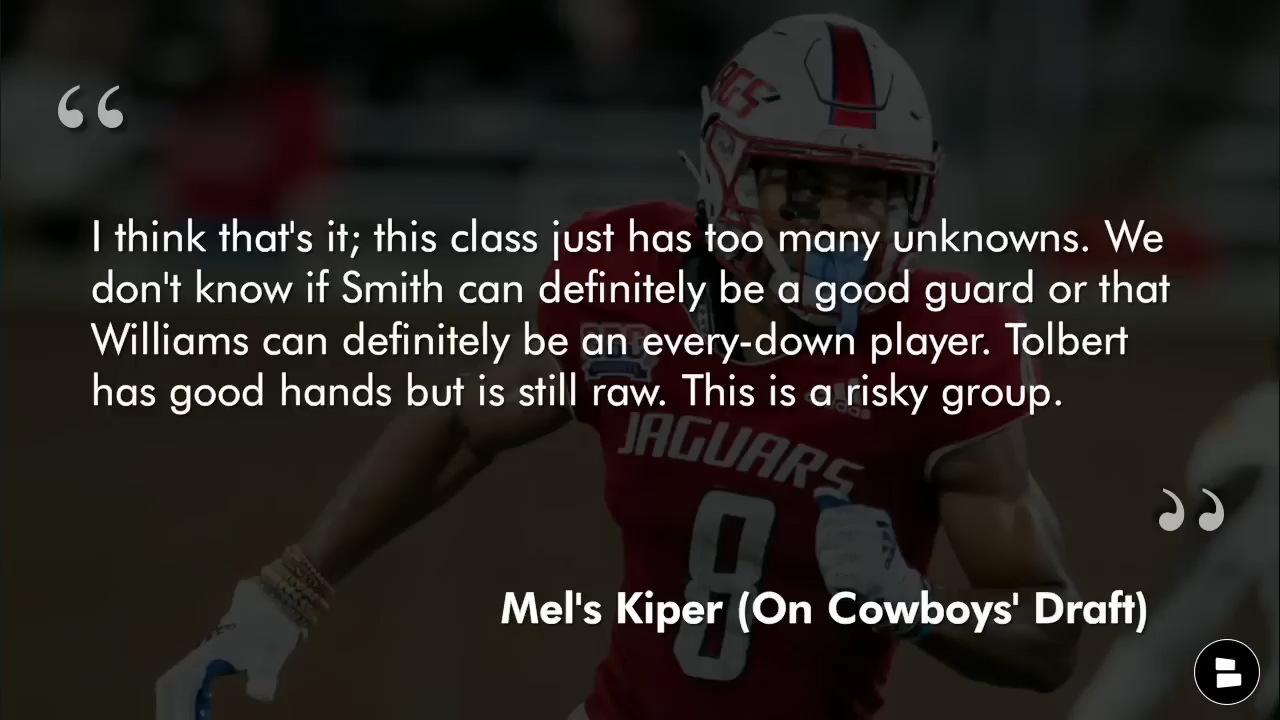 AGS
“
I think that's it; this class just has too many unknowns. We
don't know if Smith can definitely be a good guard or that
Williams can definitely be an every-down player. Tolbert
has good hands but is still raw. This is a risky group.
adidas
JAGUARS
8
”
Mel's Kiper (On Cowboys' Draft)